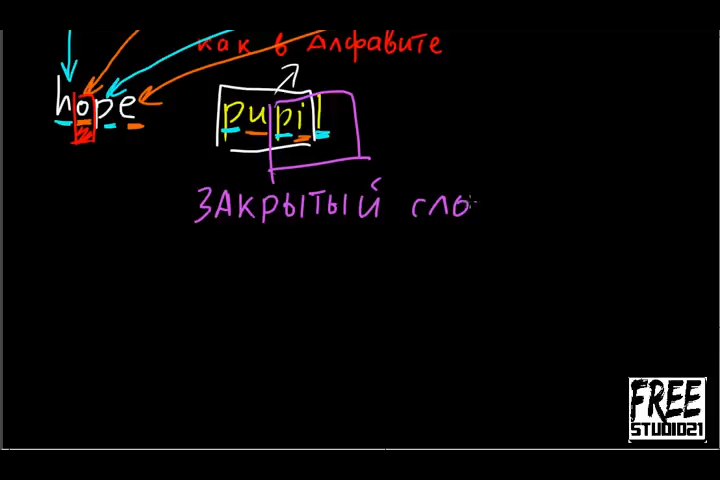 как в Алфавите
hope pupil
ЗАКРЫТЫЙ СЛО
FREE
STUDIO21